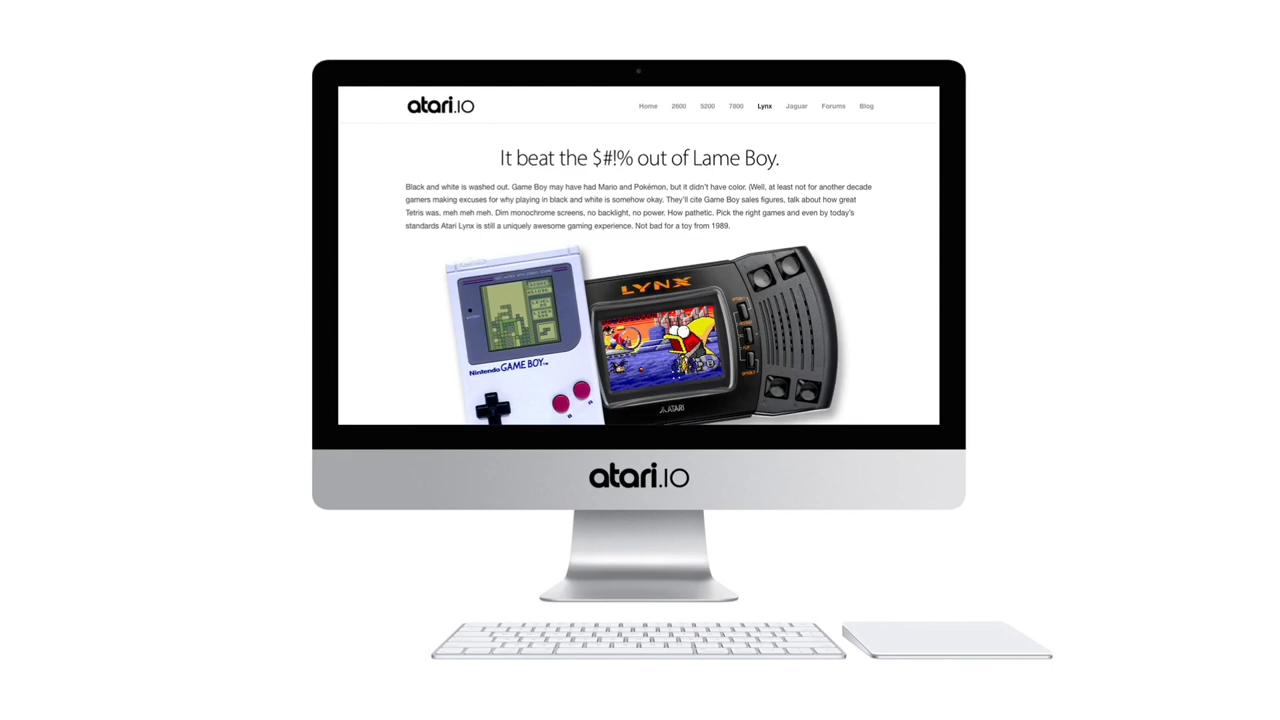 atari.IO
Home 2600 5200 7800 Lynx Jaguar Forums Blog
It beat the $#!% out of Lame Boy.
Black and white is washed out. Game Boy may have had Mario and Pokémon, but it didn't have color. (Well, at least not for another decade
gamers making excuses for why playing in black and white is somehow okay. They'll cite Game Boy sales figures, talk about how great
Tetris was, meh meh meh. Dim monochrome screens, no backlight, no power. How pathetic. Pick the right games and even by today's
standards Atari Lynx is still a uniquely awesome gaming experience. Not bad for a toy from 1989.
LYNX
Nintendo GAME BOY
ATARI
atari.IO